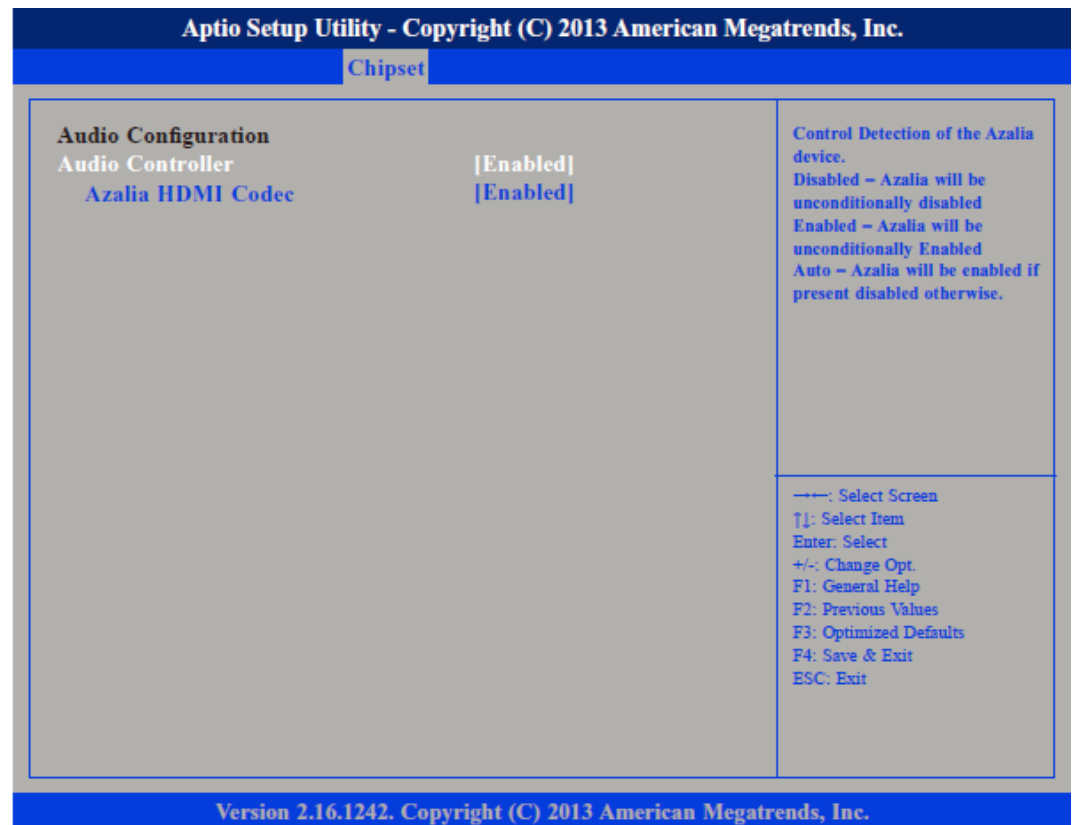 Aptio Setup Utility - Copyright (C) 2013 American Megatrends, Inc.
Chipset
Audio Configuration
Audio Controller [Enabled]
Azalia HDMI Codec [Enabled]
Control Detection of the Azalia
device.
Disabled – Azalia will be
unconditionally disabled
Enabled – Azalia will be
unconditionally Enabled
Auto – Azalia will be enabled if
present disabled otherwise.
→←: Select Screen
↑↓: Select Item
Enter: Select
+/-: Change Opt.
F1: General Help
F2: Previous Values
F3: Optimized Defaults
F4: Save & Exit
ESC: Exit
Version 2.16.1242. Copyright (C) 2013 American Megatrends, Inc.